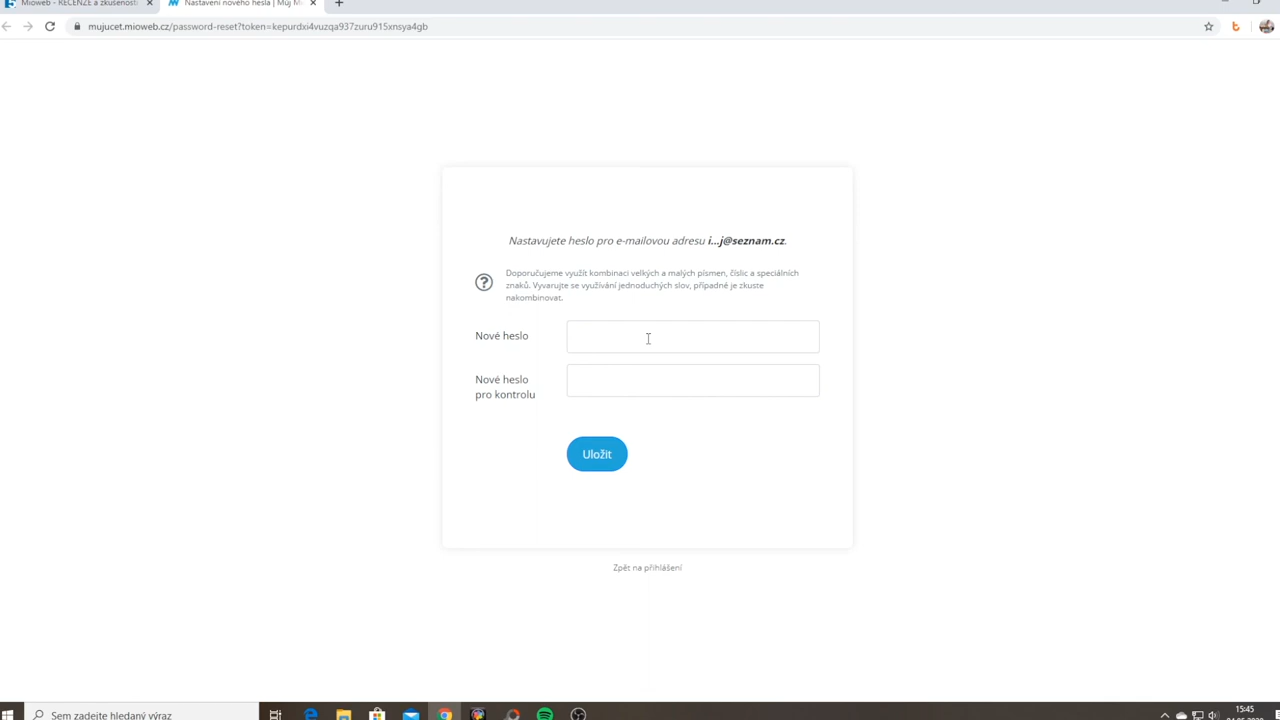 Mioweb - RECENZE a zkušenosti
Nastavení nového hesla | Můj M
mujucet.mioweb.cz/password-reset?token=kepurdxi4vuzqa937zuru915xnsya4gb
Nastavujete heslo pro e-mailovou adresu i...j@seznam.cz.
Doporučujeme využít kombinaci velkých a malých písmen, číslic a speciálních
znaků. Vyvarujte se využívání jednoduchých slov, případně je zkuste
nakombinovat.
Nové heslo
Nové heslo
pro kontrolu
Uložit
Zpět na přihlášení
Sem zadejte hledaný výraz
15:45